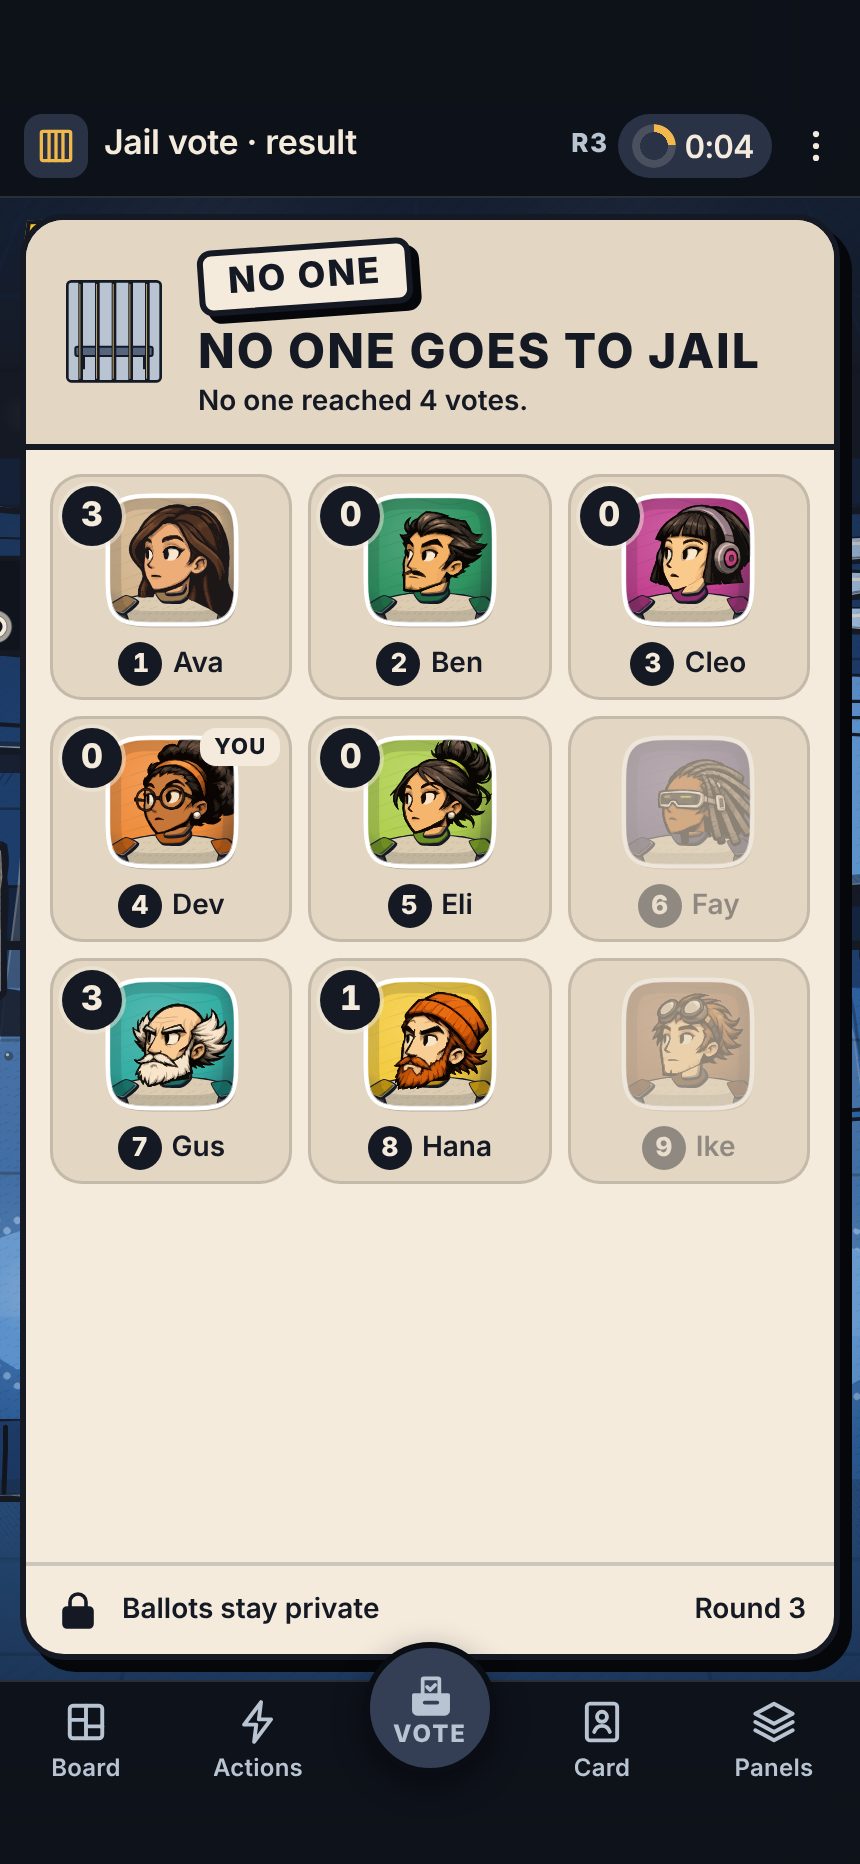 Jail vote · result
R3
0:04
NO ONE
NO ONE GOES TO JAIL
No one reached 4 votes.
3
1 Ava
0
2 Ben
0
3 Cleo
0
YOU
4 Dev
0
5 Eli
6 Fay
3
7 Gus
1
8 Hana
9 Ike
Ballots stay private
Round 3
Board
Actions
VOTE
Card
Panels